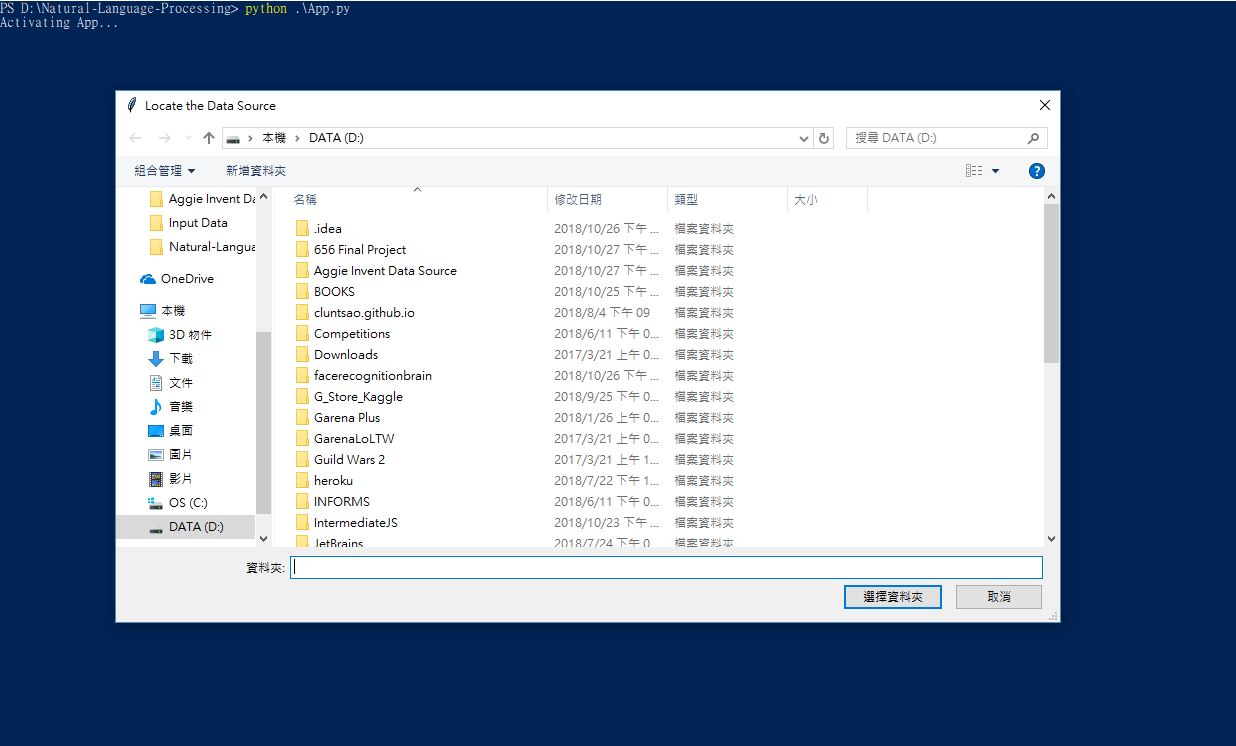 PS D:\Natural-Language-Processing> python .\App.py
Activating App...
Locate the Data Source
本機 DATA (D:) 搜尋 DATA (D:)
組合管理 新增資料夾
Aggie Invent Da
Input Data
Natural-Langua
OneDrive
本機
3D 物件
下載
文件
音樂
桌面
圖片
影片
OS (C:)
DATA (D:)
名稱 修改日期 類型 大小
.idea 2018/10/26 下午 ... 檔案資料夾
656 Final Project 2018/10/27 下午 ... 檔案資料夾
Aggie Invent Data Source 2018/10/27 下午 ... 檔案資料夾
BOOKS 2018/10/25 下午 ... 檔案資料夾
cluntsao.github.io 2018/8/4 下午 09 檔案資料夾
Competitions 2018/6/11 下午 0... 檔案資料夾
Downloads 2017/3/21 上午 0... 檔案資料夾
facerecognitionbrain 2018/10/26 下午 ... 檔案資料夾
G_Store_Kaggle 2018/9/25 下午 0... 檔案資料夾
Garena Plus 2018/1/26 上午 0... 檔案資料夾
GarenaLoLTW 2017/3/21 上午 0... 檔案資料夾
Guild Wars 2 2017/3/21 上午 1... 檔案資料夾
heroku 2018/7/22 下午 1... 檔案資料夾
INFORMS 2018/6/11 下午 0... 檔案資料夾
IntermediateJS 2018/10/23 下午 ... 檔案資料夾
JetBrains 2018/7/24 下午 0 檔案資料夾
資料夾:
選擇資料夾 取消